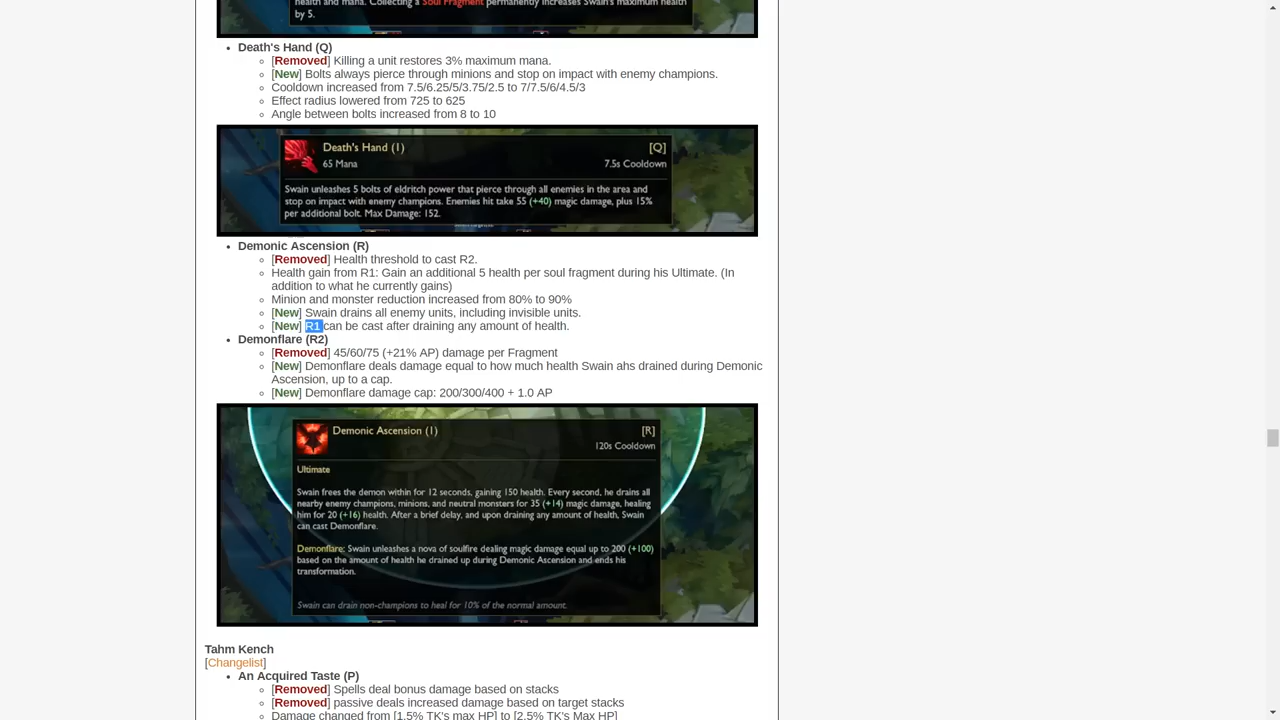 health and mana. Collecting a Soul Fragment permanently increases Swain's maximum health
by 5.
Death's Hand (Q)
[Removed] Killing a unit restores 3% maximum mana.
[New] Bolts always pierce through minions and stop on impact with enemy champions.
Cooldown increased from 7.5/6.25/5/3.75/2.5 to 7/7.5/6/4.5/3
Effect radius lowered from 725 to 625
Angle between bolts increased from 8 to 10
Death's Hand (1) [Q]
65 Mana 7.5s Cooldown
Swain unleashes 5 bolts of eldritch power that pierce through all enemies in the area and
stop on impact with enemy champions. Enemies hit take 55 (+40) magic damage, plus 15%
per additional bolt. Max Damage: 152.
Demonic Ascension (R)
[Removed] Health threshold to cast R2.
Health gain from R1: Gain an additional 5 health per soul fragment during his Ultimate. (In
addition to what he currently gains)
Minion and monster reduction increased from 80% to 90%
[New] Swain drains all enemy units, including invisible units.
[New] R1 can be cast after draining any amount of health.
Demonflare (R2)
[Removed] 45/60/75 (+21% AP) damage per Fragment
[New] Demonflare deals damage equal to how much health Swain ahs drained during Demonic
Ascension, up to a cap.
[New] Demonflare damage cap: 200/300/400 + 1.0 AP
Demonic Ascension (1) [R]
120s Cooldown
Ultimate
Swain frees the demon within for 12 seconds, gaining 150 health. Every second, he drains all
nearby enemy champions, minions, and neutral monsters for 35 (+14) magic damage, healing
him for 20 (+16) health. After a brief delay, and upon draining any amount of health, Swain
can cast Demonflare.
Demonflare: Swain unleashes a nova of soulfire dealing magic damage equal up to 200 (+100)
based on the amount of health he drained up during Demonic Ascension and ends his
transformation.
Swain can drain non-champions to heal for 10% of the normal amount.
Tahm Kench
[Changelist]
An Acquired Taste (P)
[Removed] Spells deal bonus damage based on stacks
[Removed] passive deals increased damage based on target stacks
Damage changed from [1.5% TK's max HP] to [2.5% TK's Max HP]